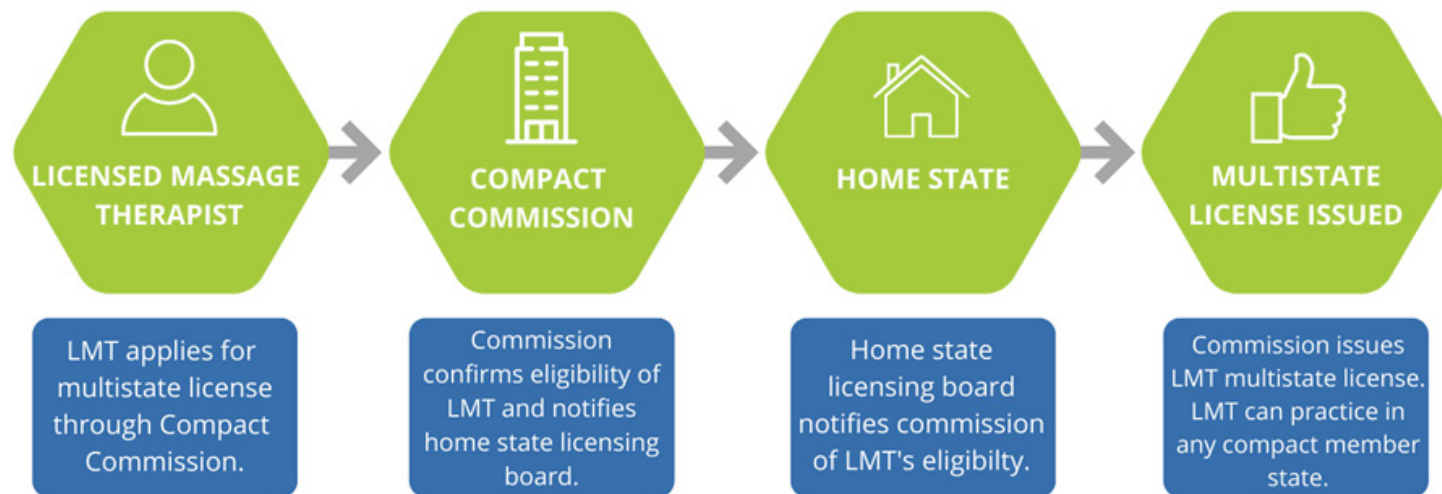 LICENSED MASSAGE
THERAPIST
COMPACT
COMMISSION
HOME STATE
MULTISTATE
LICENSE ISSUED
LMT applies for
multistate license
through Compact
Commission.
Commission
confirms eligibility of
LMT and notifies
home state licensing
board.
Home state
licensing board
notifies commission
of LMT's eligibilty.
Commission issues
LMT multistate license.
LMT can practice in
any compact member
state.